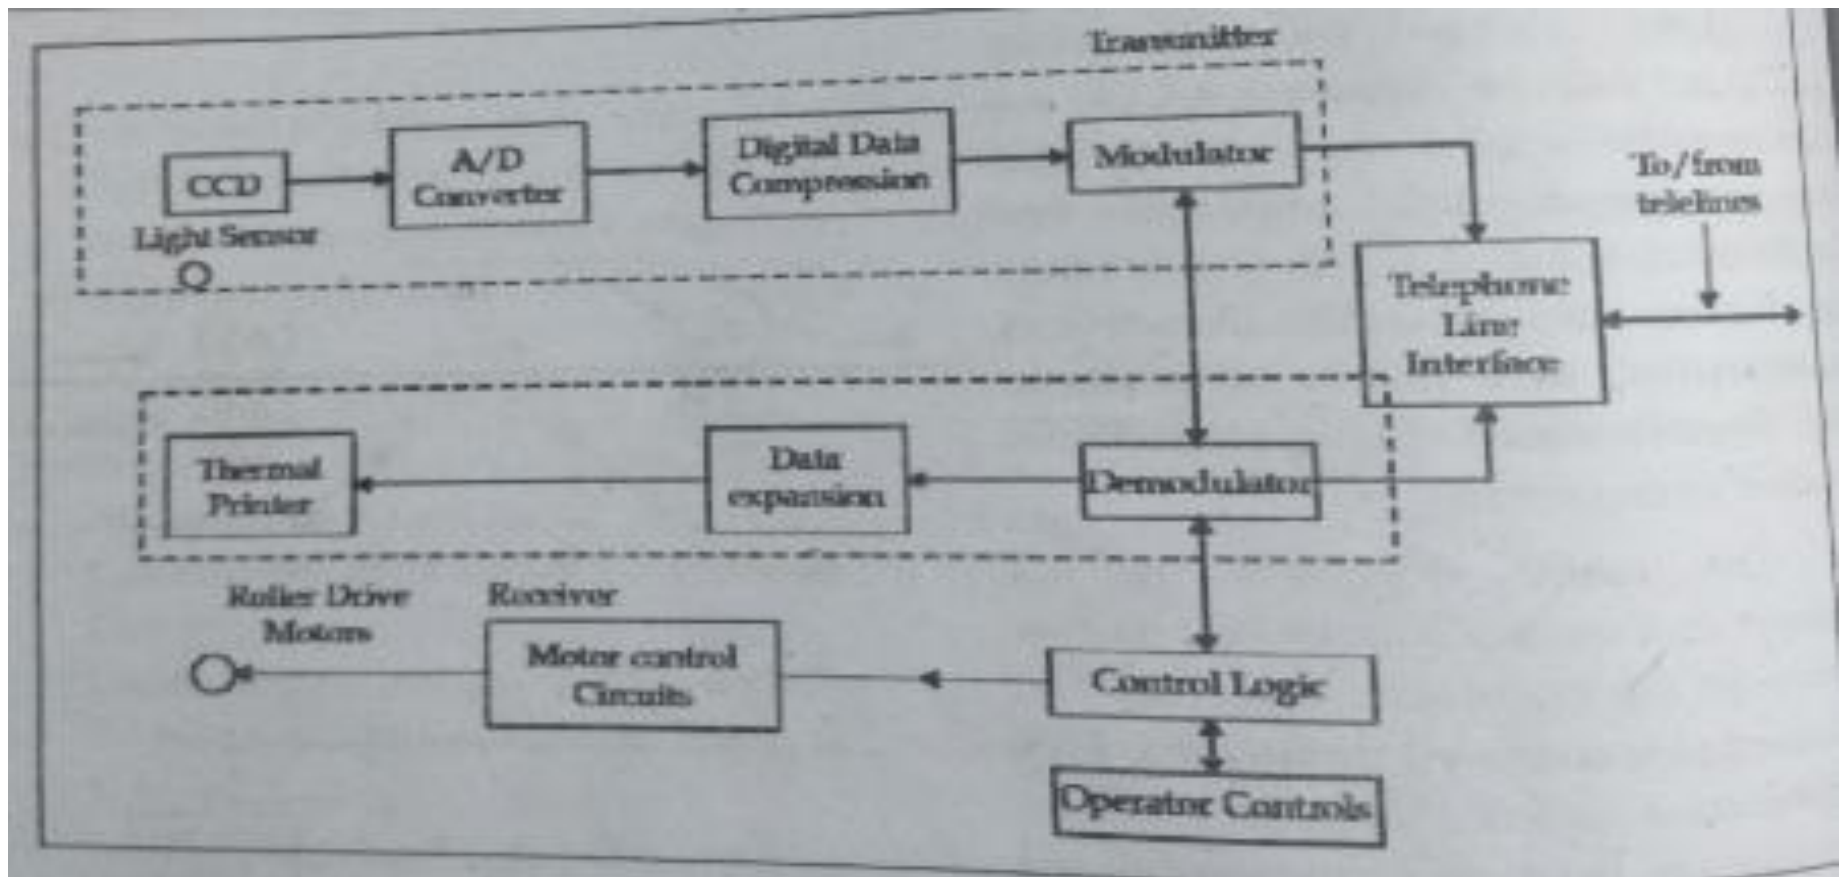 Transmitter
CCD
Light Sensor
A/D
Converter
Digital Data
Compression
Modulator
To/from
telelines
Telephone
Line
Interface
Thermal
Printer
Data
expansion
Demodulator
Roller Drive
Motors
Receiver
Motor control
Circuits
Control Logic
Operator Controls